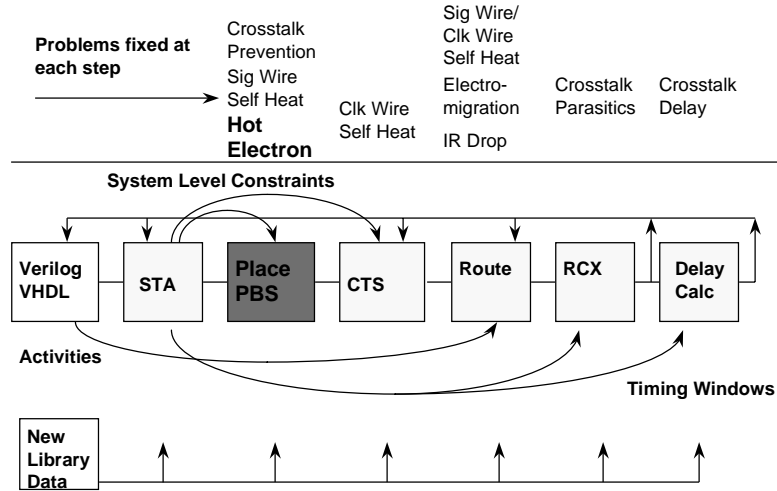 Problems fixed at
each step
Crosstalk
Prevention
Sig Wire
Self Heat
Hot
Electron
Clk Wire
Self Heat
Sig Wire/
Clk Wire
Self Heat
Electro-
migration
IR Drop
Crosstalk
Parasitics
Crosstalk
Delay
System Level Constraints
Verilog
VHDL
STA
Place
PBS
CTS
Route
RCX
Delay
Calc
Activities
Timing Windows
New
Library
Data